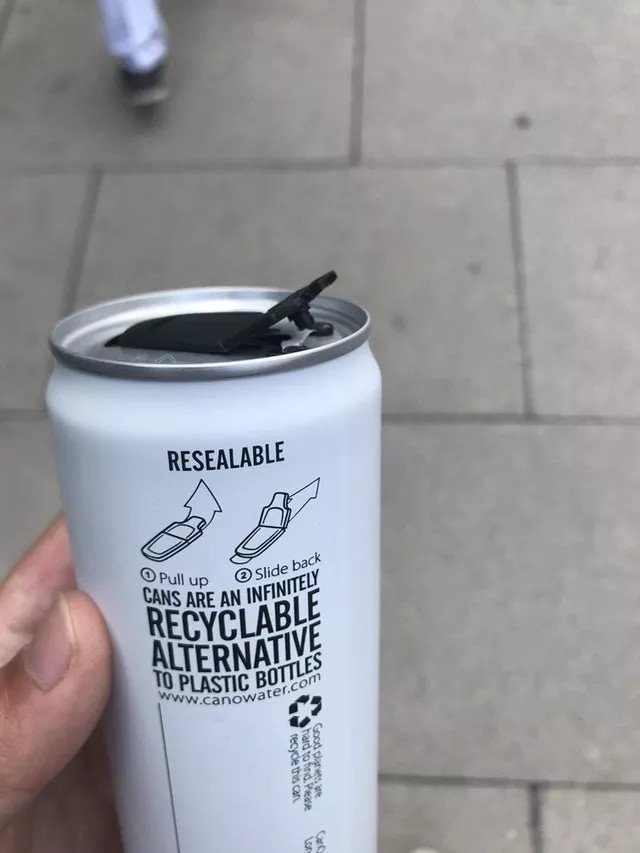 RESEALABLE
1 Pull up
2 Slide back
CANS ARE AN INFINITELY
RECYCLABLE
ALTERNATIVE
TO PLASTIC BOTTLES
www.canowater.com
Good planets are
hard to find. Please
recycle this can.